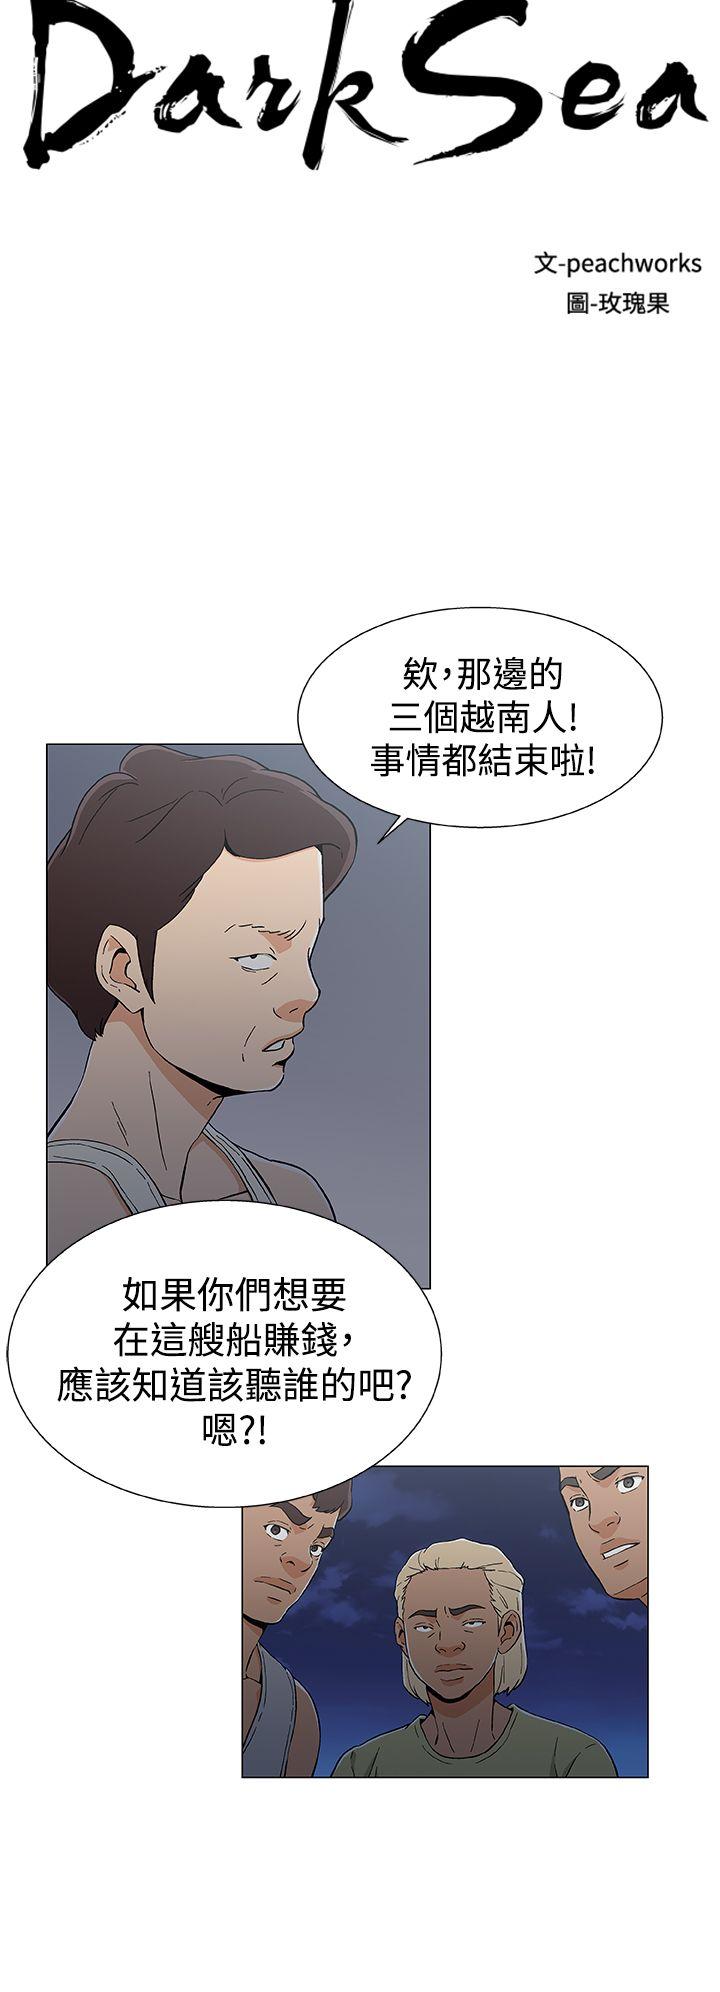 DarkSea
文-peachworks
圖-玫瑰果
欸,那邊的
三個越南人!
事情都結束啦!
如果你們想要
在這艘船賺錢,
應該知道該聽誰的吧?
嗯?!